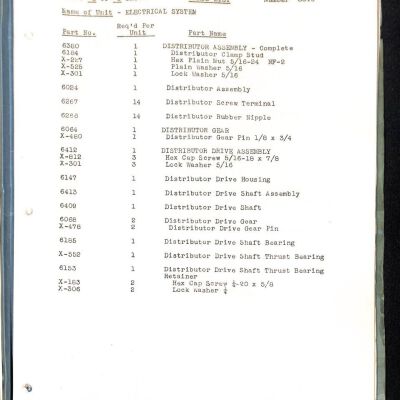 Name of Unit - ELECTRICAL SYSTEM
Part No. Req'd Per Unit Part Name
6380 1 DISTRIBUTOR ASSEMBLY - Complete
6184 1 Distributor Clamp Stud
X-227 1 Hex Plain Nut 5/16-24 NF-2
X-525 1 Plain Washer 5/16
X-301 1 Lock Washer 5/16
6024 1 Distributor Assembly
6267 14 Distributor Screw Terminal
6268 14 Distributor Rubber Nipple
6064 1 DISTRIBUTOR GEAR
X-480 1 Distributor Gear Pin 1/8 x 3/4
6412 1 DISTRIBUTOR DRIVE ASSEMBLY
X-812 3 Hex Cap Screw 5/16-18 x 7/8
X-301 3 Lock Washer 5/16
6147 1 Distributor Drive Housing
6413 1 Distributor Drive Shaft Assembly
6409 1 Distributor Drive Shaft
6068 2 Distributor Drive Gear
X-478 2 Distributor Drive Gear Pin
6185 1 Distributor Drive Shaft Bearing
X-552 1 Distributor Drive Shaft Thrust Bearing
6153 1 Distributor Drive Shaft Thrust Bearing
Retainer
X-183 2 Hex Cap Screw ¼-20 x 5/8
X-306 2 Lock Washer ¼